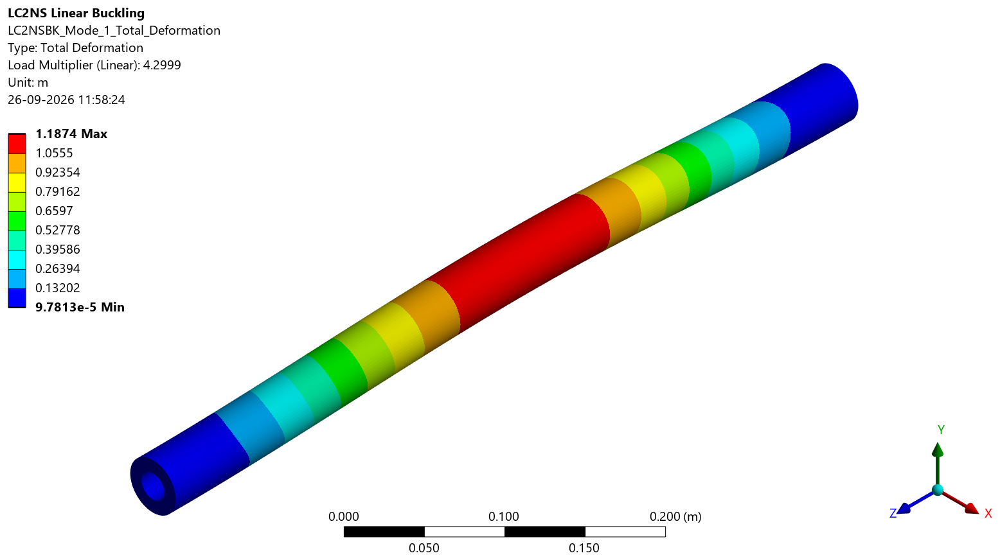 LC2NS Linear Buckling
LC2NSBK_Mode_1_Total_Deformation
Type: Total Deformation
Load Multiplier (Linear): 4.2999
Unit: m
26-09-2026 11:58:24
1.1874 Max
1.0555
0.92354
0.79162
0.6597
0.52778
0.39586
0.26394
0.13202
9.7813e-5 Min
0.000 0.100 0.200 (m)
0.050 0.150
Y
Z X